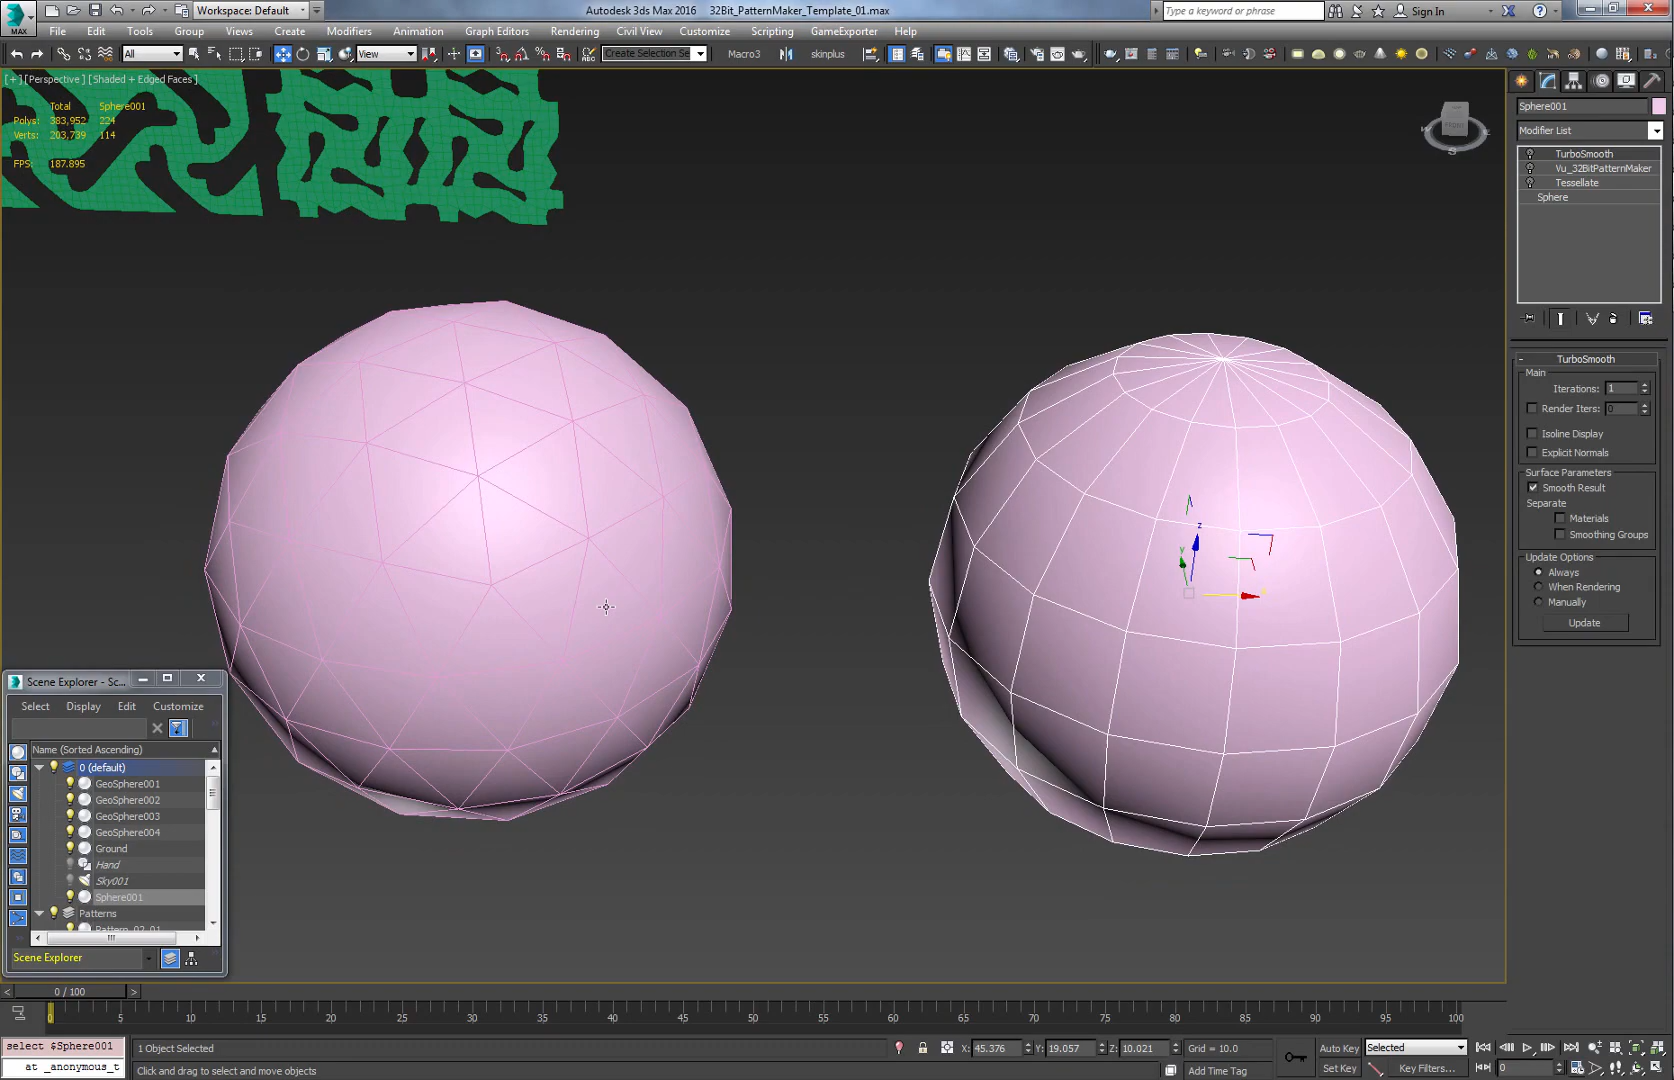 Workspace: Default
Autodesk 3ds Max 2016 32Bit_PatternMaker_Template_01.max
Type a keyword or phrase
Sign In
MAX
File Edit Tools Group Views Create Modifiers Animation Graph Editors Rendering Civil View Customize Scripting GameExporter Help
All
View
Create Selection Se
Macro3
skinplus
[+] [Perspective] [Shaded + Edged Faces]
Total Sphere001
Polys: 383,952 224
Verts: 203,739 114
FPS: 187.895
Sphere001
Modifier List
TurboSmooth
Vu_32BitPatternMaker
Tessellate
Sphere
TurboSmooth
Main
Iterations: 1
Render Iters: 0
Isoline Display
Explicit Normals
Surface Parameters
Smooth Result
Separate
Materials
Smoothing Groups
Update Options
Always
When Rendering
Manually
Update
z
y
Scene Explorer - Sc...
Select Display Edit Customize
Name (Sorted Ascending)
0 (default)
GeoSphere001
GeoSphere002
GeoSphere003
GeoSphere004
Ground
Hand
Sky001
Sphere001
Patterns
Pattern_02_01
Scene Explorer
0 / 100
0 5 10 15 20 25 30 35 40 45 50 55 60 65 70 75 80 85 90 95 100
select $Sphere001
at _anonymous_t
1 Object Selected
Click and drag to select and move objects
X: 45.376 Y: 19.057 Z: 10.021 Grid = 10.0
Add Time Tag
Auto Key Selected
Set Key Key Filters...
0